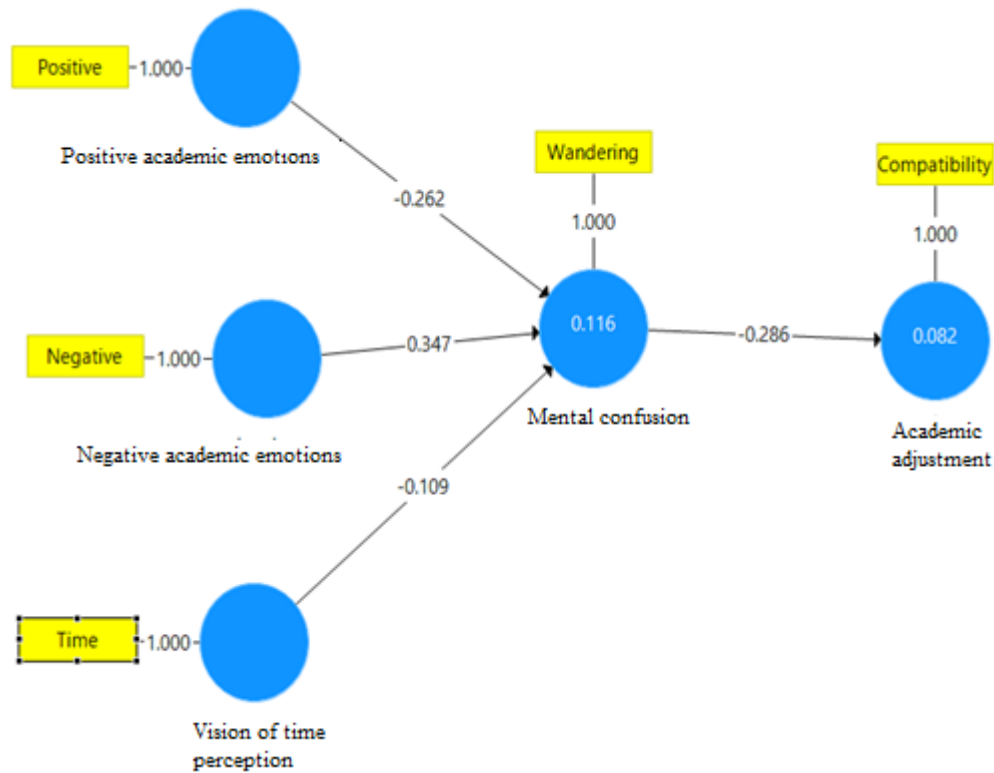 Positive
1.000
Positive academic emotions
Wandering
1.000
Compatibility
1.000
-0.262
Negative
1.000
0.347
0.116
-0.286
0.082
Negative academic emotions
Mental confusion
Academic
adjustment
-0.109
Time
1.000
Vision of time
perception